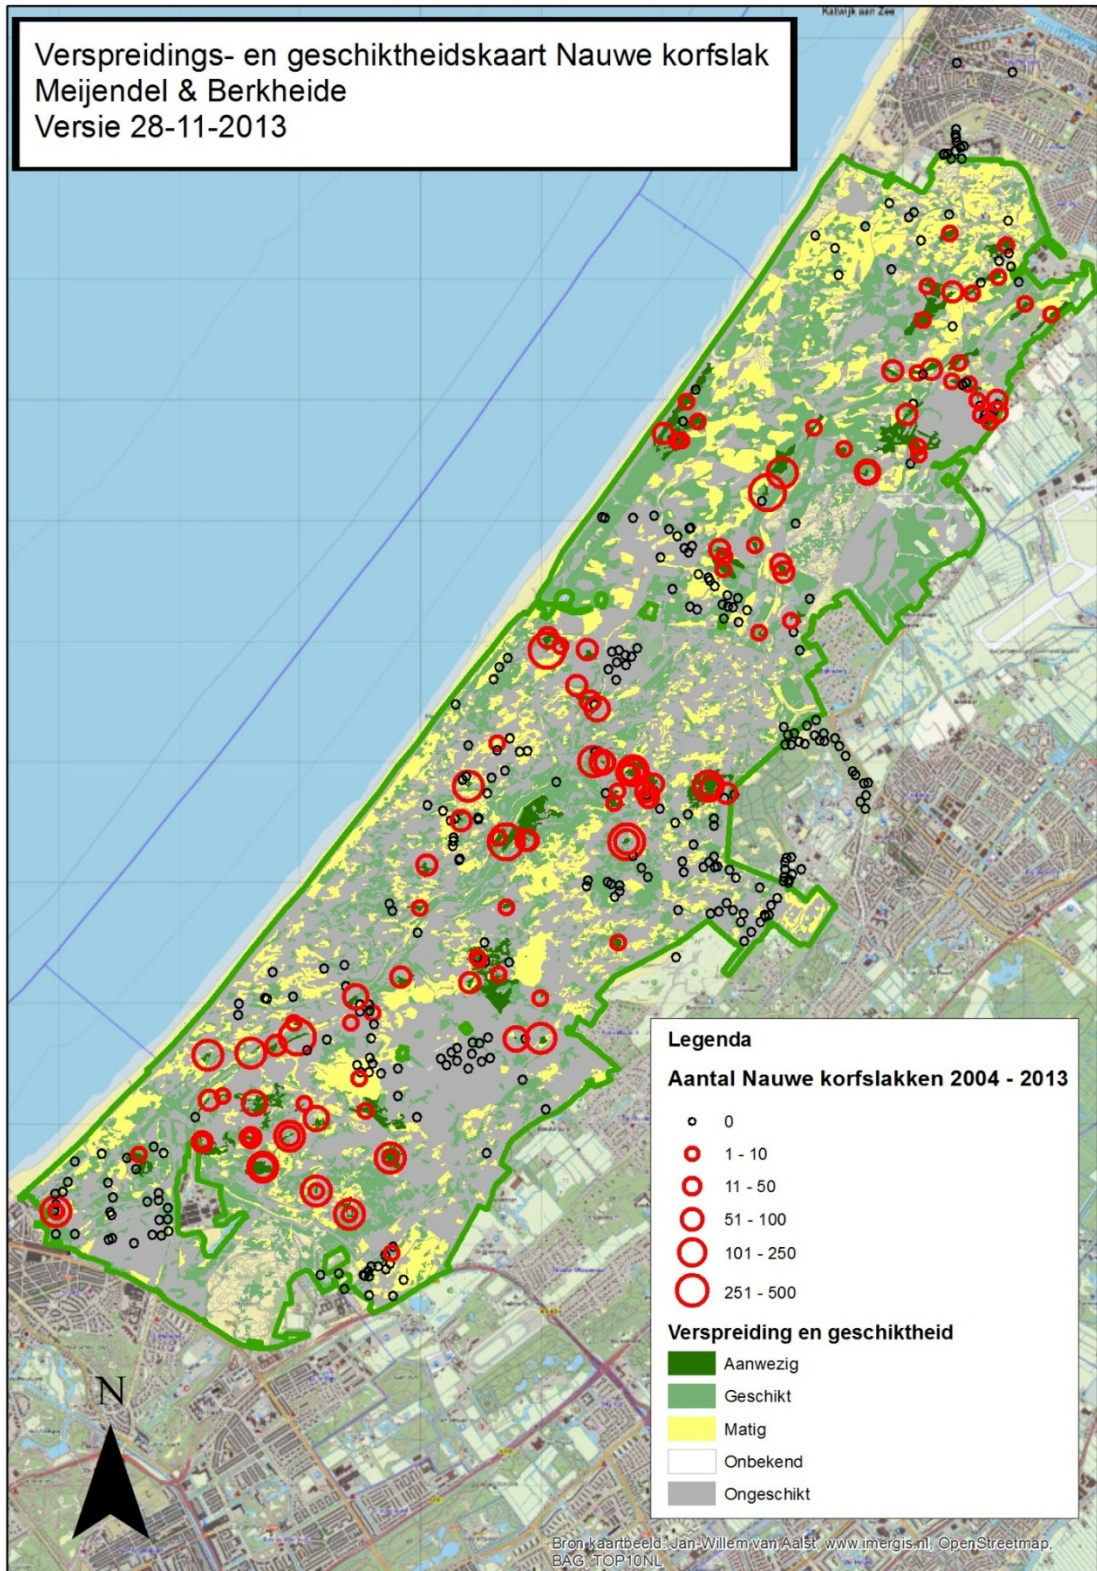 Verspreidings- en geschiktheidskaart Nauwe korfslak
Meijendel & Berkheide
Versie 28-11-2013
Katwijk aan Zee
Legenda
Aantal Nauwe korfslakken 2004 - 2013
0
1 - 10
11 - 50
51 - 100
101 - 250
251 - 500
Verspreiding en geschiktheid
Aanwezig
Geschikt
Matig
Onbekend
Ongeschikt
N
Bron kaartbeeld: Jan-Willem van Aalst, www.imergis.nl, OpenStreetmap,
BAG, TOP10NL